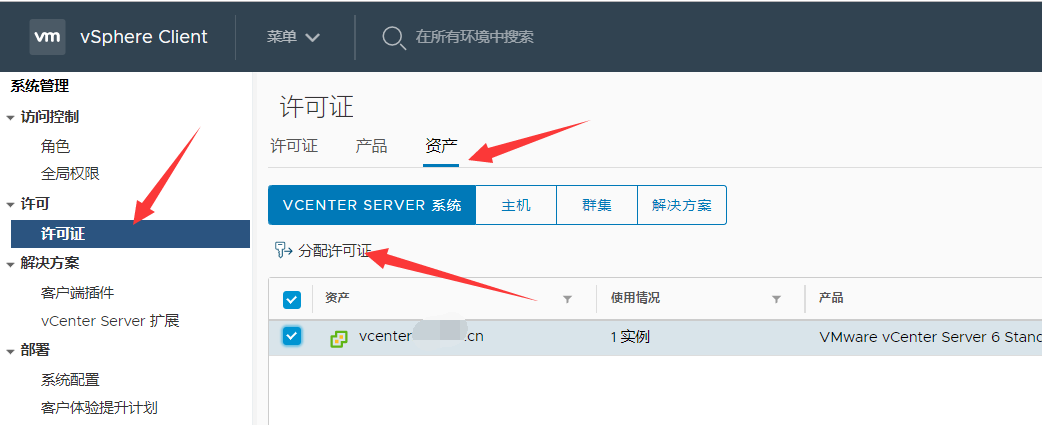 vm vSphere Client 菜单 在所有环境中搜索
系统管理
访问控制
角色
全局权限
许可
许可证
解决方案
客户端插件
vCenter Server 扩展
部署
系统配置
客户体验提升计划
许可证
许可证 产品 资产
VCENTER SERVER 系统 主机 群集 解决方案
分配许可证
资产 使用情况 产品
vcenter .cn 1 实例 VMware vCenter Server 6 Stand